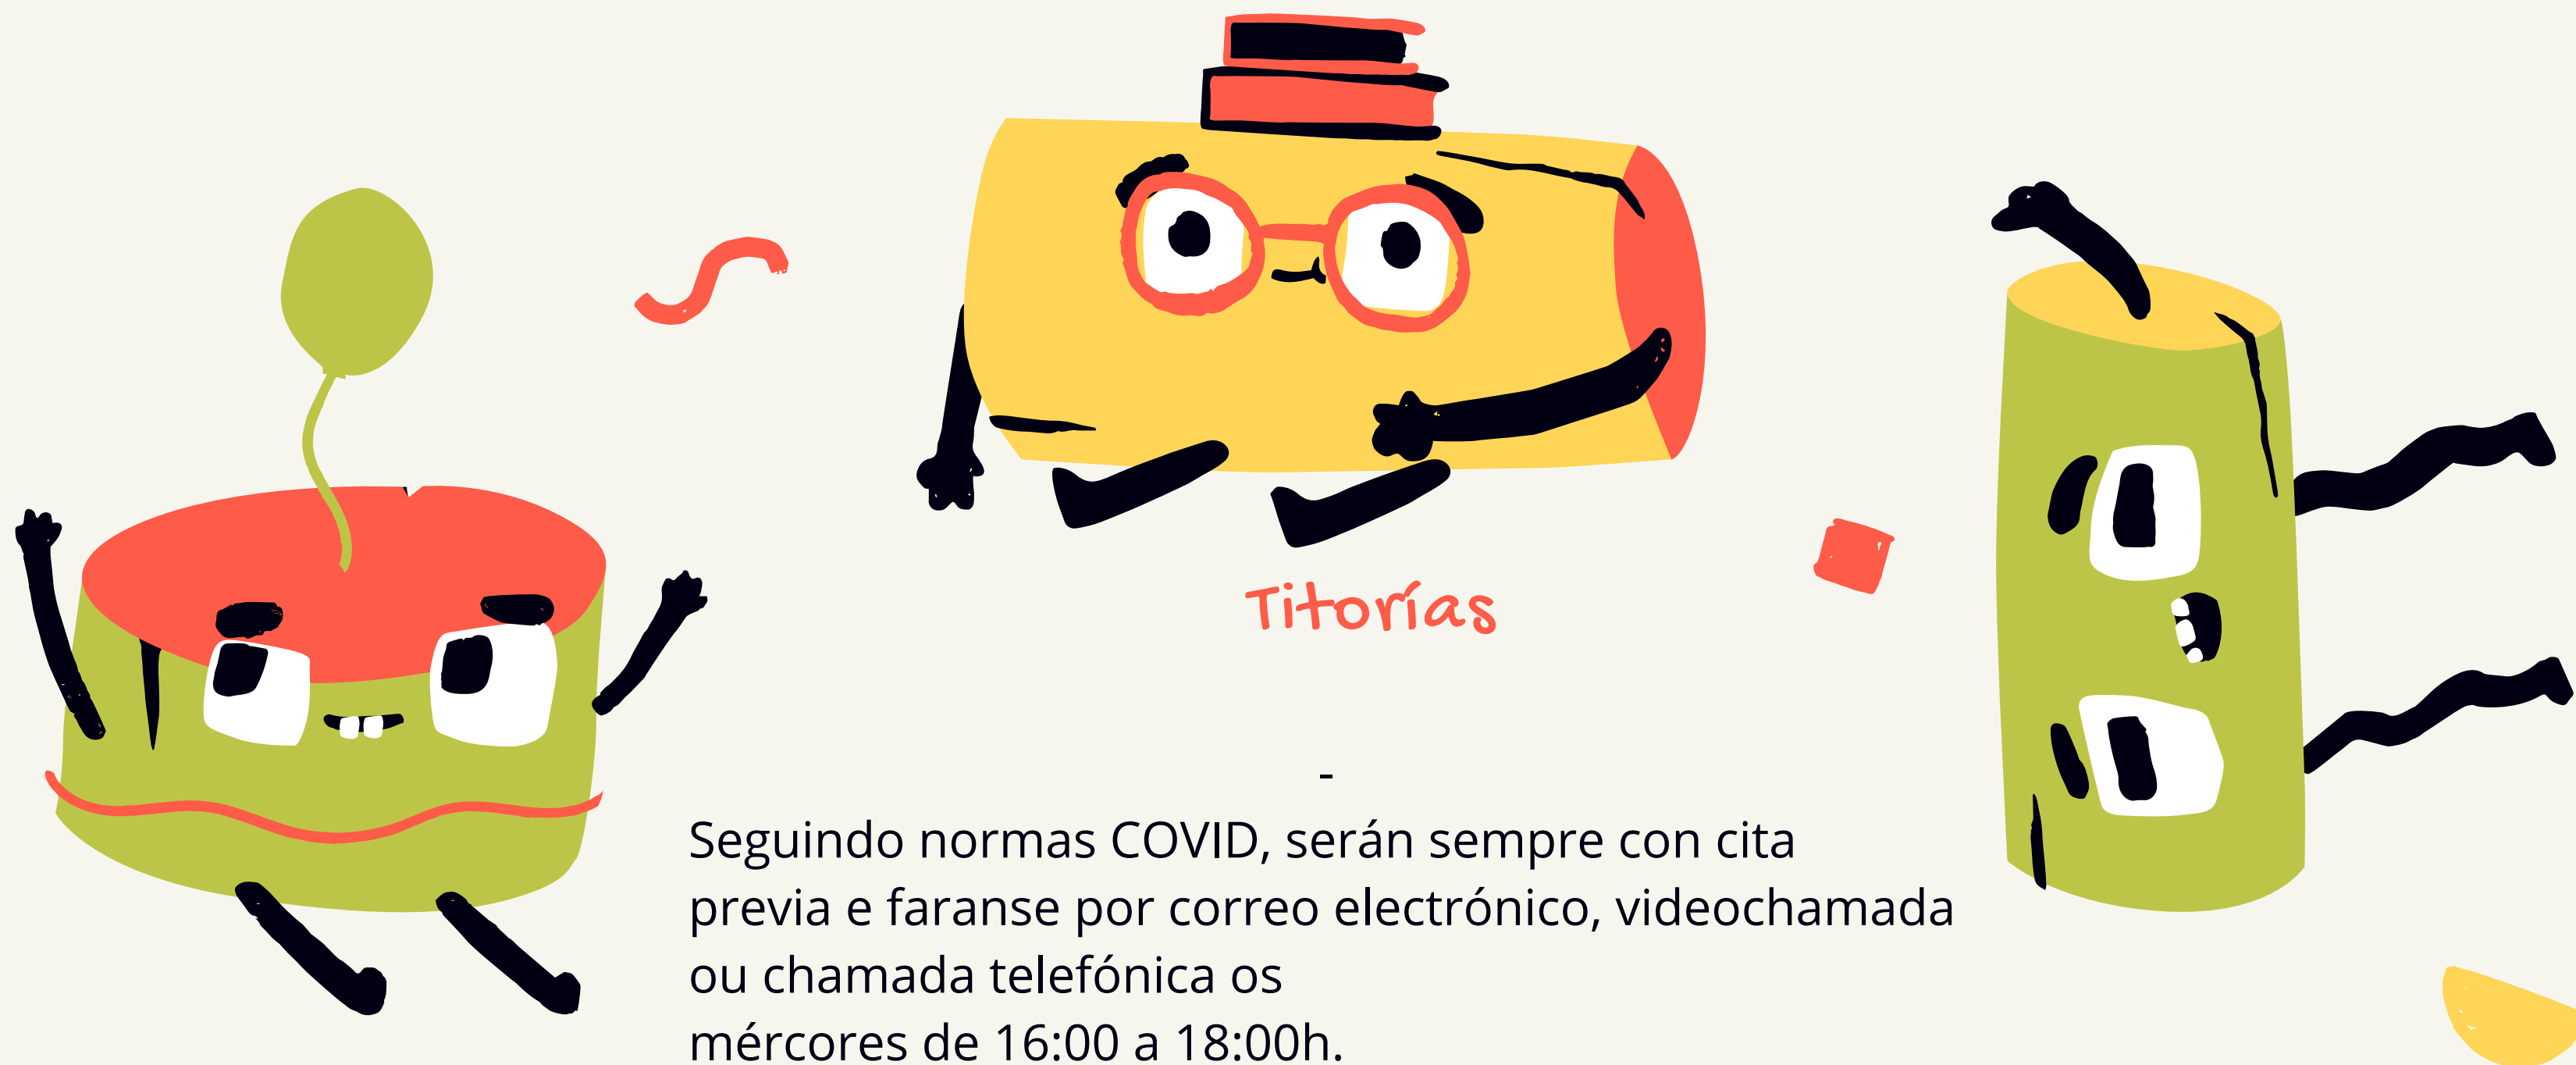 Titorías
-
Seguindo normas COVID, serán sempre con cita
previa e faranse por correo electrónico, videochamada
ou chamada telefónica os
mércores de 16:00 a 18:00h.